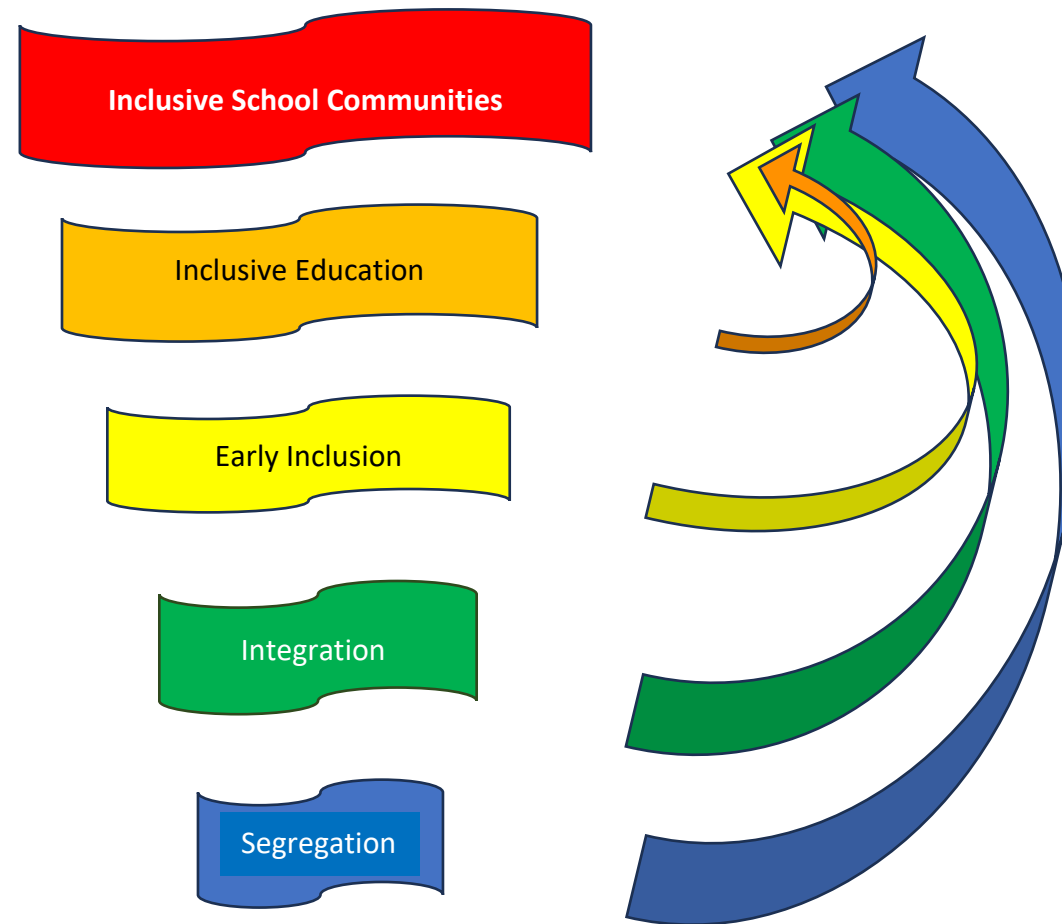 Inclusive School Communities
Inclusive Education
Early Inclusion
Integration
Segregation